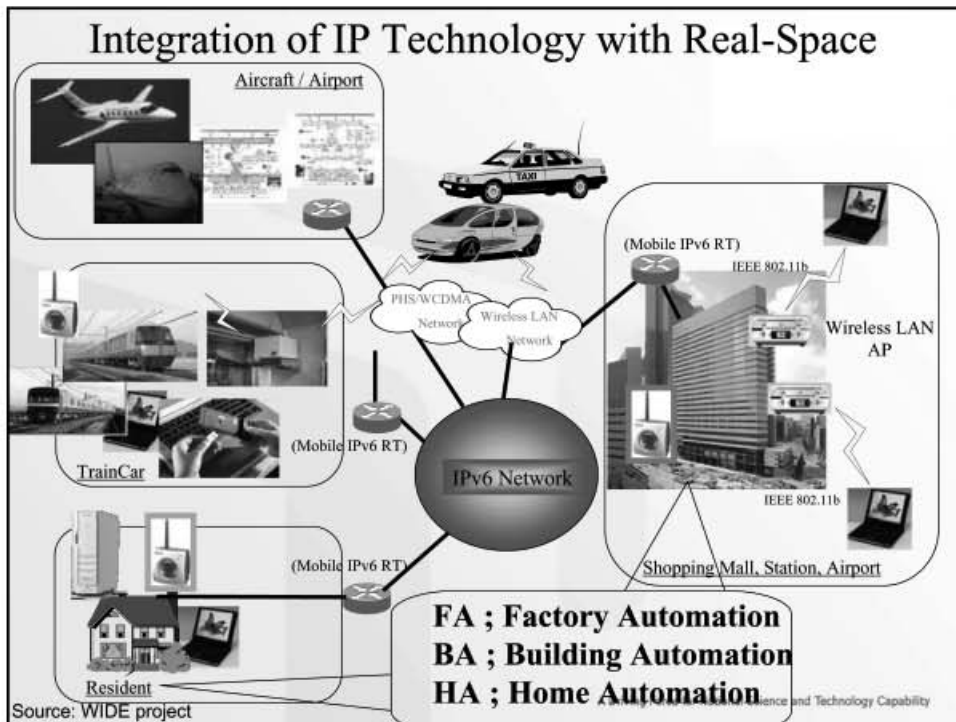 Integration of IP Technology with Real-Space
Aircraft / Airport
TAXI
(Mobile IPv6 RT)
IEEE 802.11b
PHS/WCDMA
Network
Wireless LAN
Network
Wireless LAN
AP
(Mobile IPv6 RT)
TrainCar
IPv6 Network
IEEE 802.11b
(Mobile IPv6 RT)
Shopping Mall, Station, Airport
FA ; Factory Automation
BA ; Building Automation
HA ; Home Automation
Resident
Science and Technology Capability
Source: WIDE project